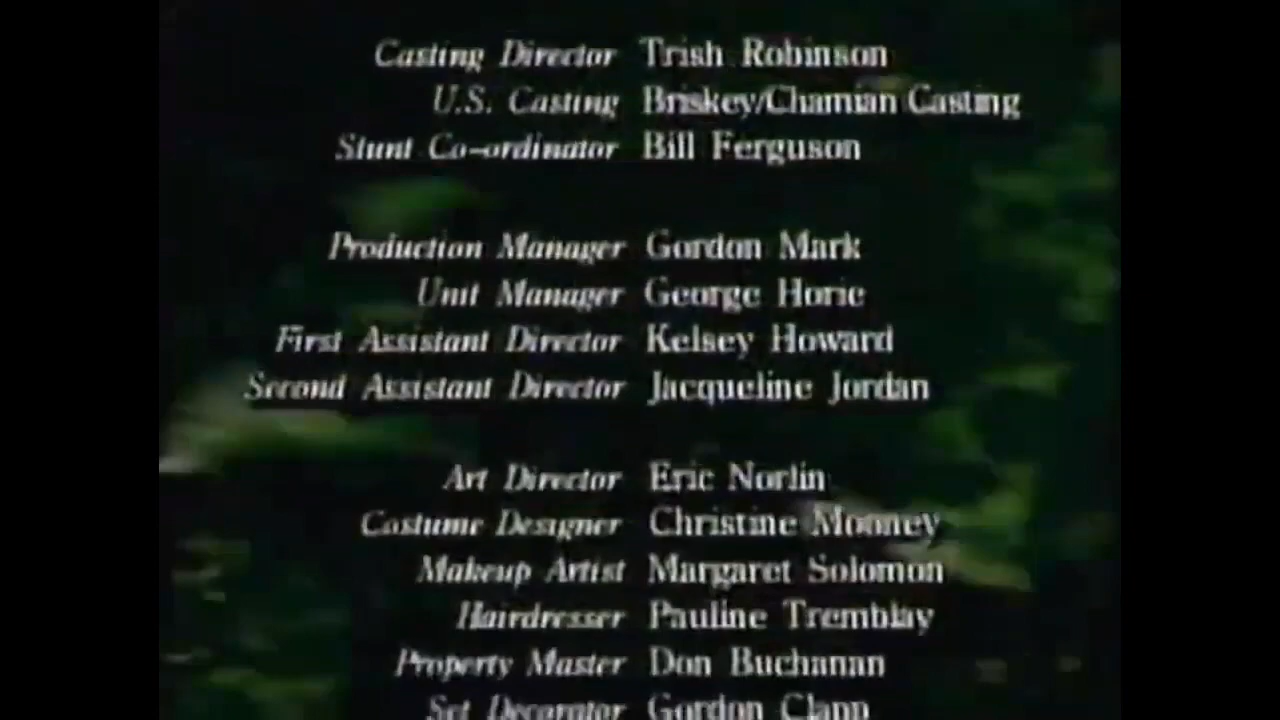 Casting Director Trish Robinson
U.S. Casting Briskey/Chamian Casting
Stunt Co-ordinator Bill Ferguson
Production Manager Gordon Mark
Unit Manager George Horie
First Assistant Director Kelsey Howard
Second Assistant Director Jacqueline Jordan
Art Director Eric Norlin
Costume Designer Christine Mooney
Makeup Artist Margaret Solomon
Hairdresser Pauline Tremblay
Property Master Don Buchanan
Set Decorator Gordon Clapp